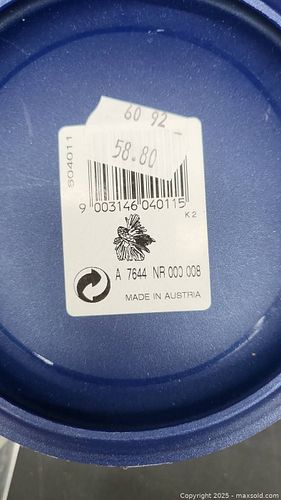 60 92
58.80
S04011
9 003146 040115
K2
A 7644 NR 000 008
MADE IN AUSTRIA
Copyright 2025 - maxsold.com